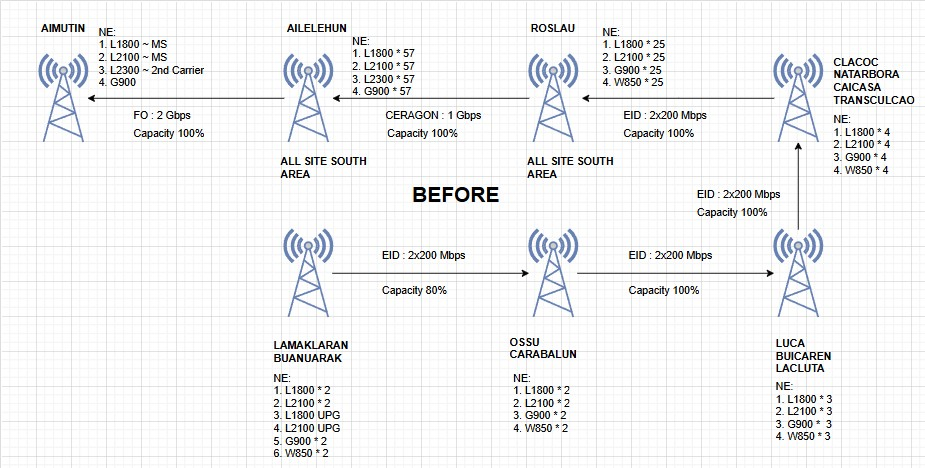 AIMUTIN
NE:
1. L1800 ~ MS
2. L2100 ~ MS
3. L2300 ~ 2nd Carrier
4. G900
FO : 2 Gbps
Capacity 100%
AILELEHUN
NE:
1. L1800 * 57
2. L2100 * 57
3. L2300 * 57
4. G900 * 57
CERAGON : 1 Gbps
Capacity 100%
ALL SITE SOUTH
AREA
ROSLAU
NE:
1. L1800 * 25
2. L2100 * 25
3. G900 * 25
4. W850 * 25
EID : 2x200 Mbps
Capacity 100%
ALL SITE SOUTH
AREA
CLACOC
NATARBORA
CAICASA
TRANSCULCAO
NE:
1. L1800 * 4
2. L2100 * 4
3. G900 * 4
4. W850 * 4
BEFORE
EID : 2x200 Mbps
Capacity 100%
EID : 2x200 Mbps
Capacity 80%
EID : 2x200 Mbps
Capacity 100%
LAMAKLARAN
BUANUARAK
NE:
1. L1800 * 2
2. L2100 * 2
3. L1800 UPG
4. L2100 UPG
5. G900 * 2
6. W850 * 2
OSSU
CARABALUN
NE:
1. L1800 * 2
2. L2100 * 2
3. G900 * 2
4. W850 * 2
LUCA
BUICAREN
LACLUTA
NE:
1. L1800 * 3
2. L2100 * 3
3. G900 *  3
4. W850 * 3